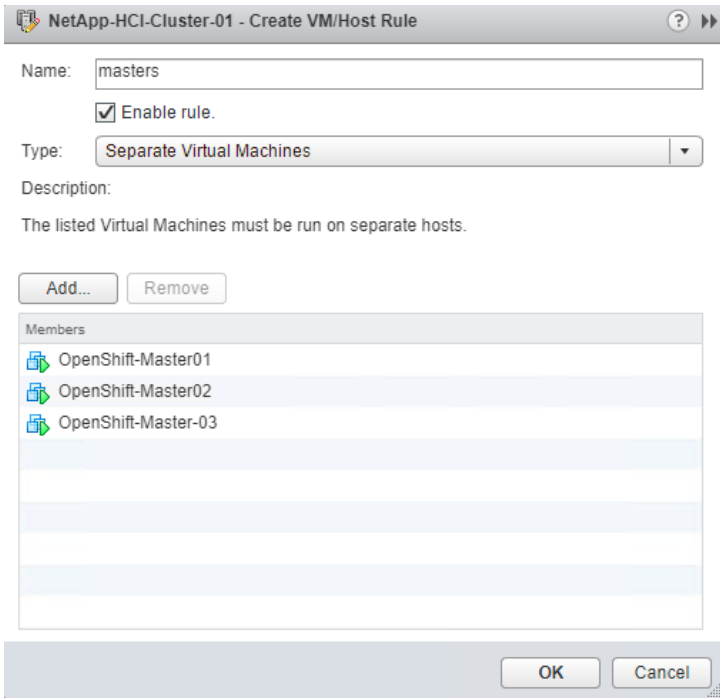 NetApp-HCI-Cluster-01 - Create VM/Host Rule ?
Name: masters
Enable rule.
Type: Separate Virtual Machines
Description:
The listed Virtual Machines must be run on separate hosts.
Add... Remove
Members
OpenShift-Master01
OpenShift-Master02
OpenShift-Master-03
OK Cancel